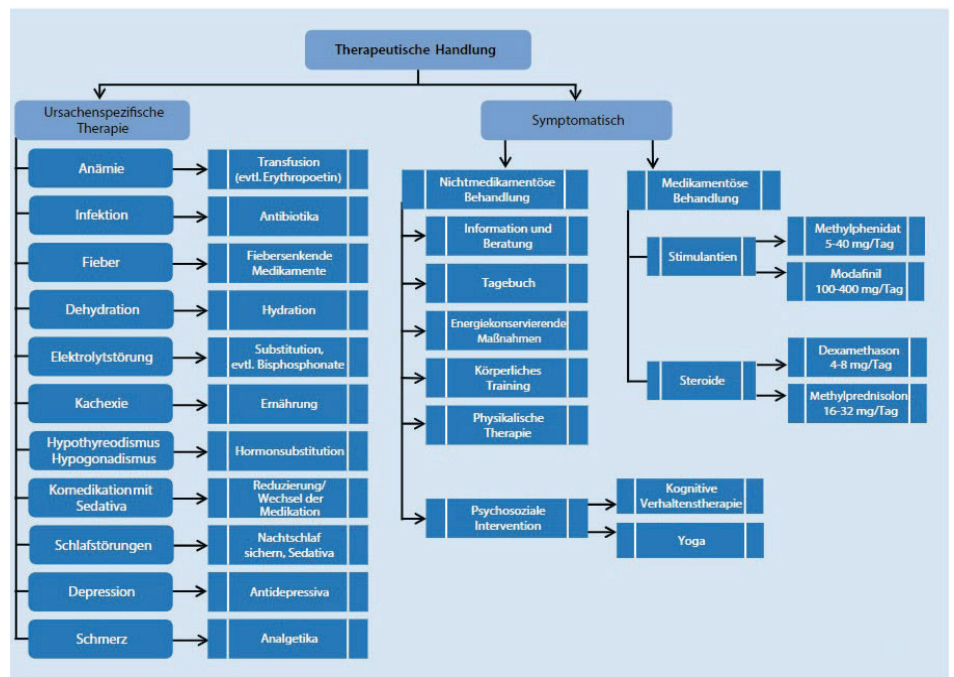 Therapeutische Handlung
Ursachenspezifische
Therapie
Anämie
Transfusion
(evtl. Erythropoetin)
Infektion
Antibiotika
Fieber
Fiebersenkende
Medikamente
Dehydration
Hydration
Elektrolytstörung
Substitution,
evtl. Bisphosphonate
Kachexie
Ernährung
Hypothyreodismus
Hypogonadismus
Hormonsubstitution
Komedikation mit
Sedativa
Reduzierung/
Wechsel der
Medikation
Schlafstörungen
Nachtschlaf
sichern, Sedativa
Depression
Antidepressiva
Schmerz
Analgetika
Symptomatisch
Nichtmedikamentöse
Behandlung
Information und
Beratung
Tagebuch
Energiekonservierende
Maßnahmen
Körperliches
Training
Physikalische
Therapie
Psychosoziale
Intervention
Kognitive
Verhaltenstherapie
Yoga
Medikamentöse
Behandlung
Stimulantien
Methylphenidat
5-40 mg/Tag
Modafinil
100-400 mg/Tag
Steroide
Dexamethason
4-8 mg/Tag
Methylprednisolon
16-32 mg/Tag